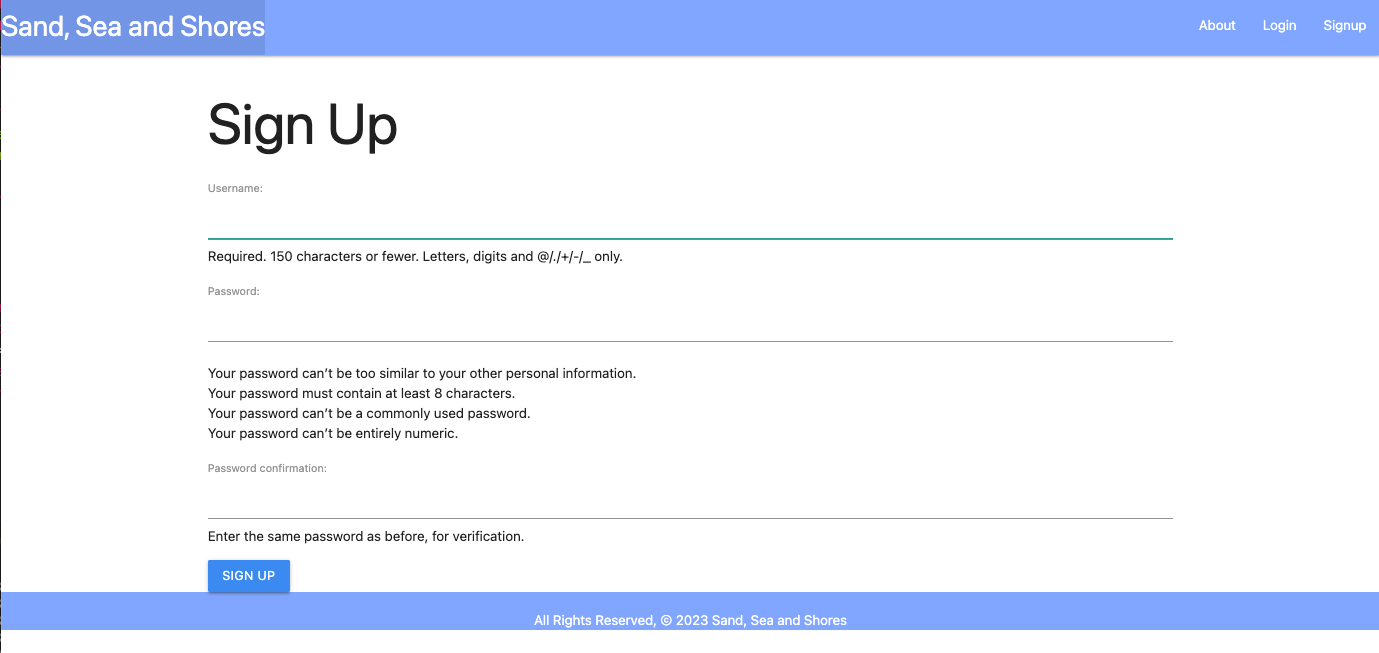 Sand, Sea and Shores
About Login Signup
Sign Up
Username:
Required. 150 characters or fewer. Letters, digits and @/./+/-/_ only.
Password:
Your password can’t be too similar to your other personal information.
Your password must contain at least 8 characters.
Your password can’t be a commonly used password.
Your password can’t be entirely numeric.
Password confirmation:
Enter the same password as before, for verification.
SIGN UP
All Rights Reserved, © 2023 Sand, Sea and Shores